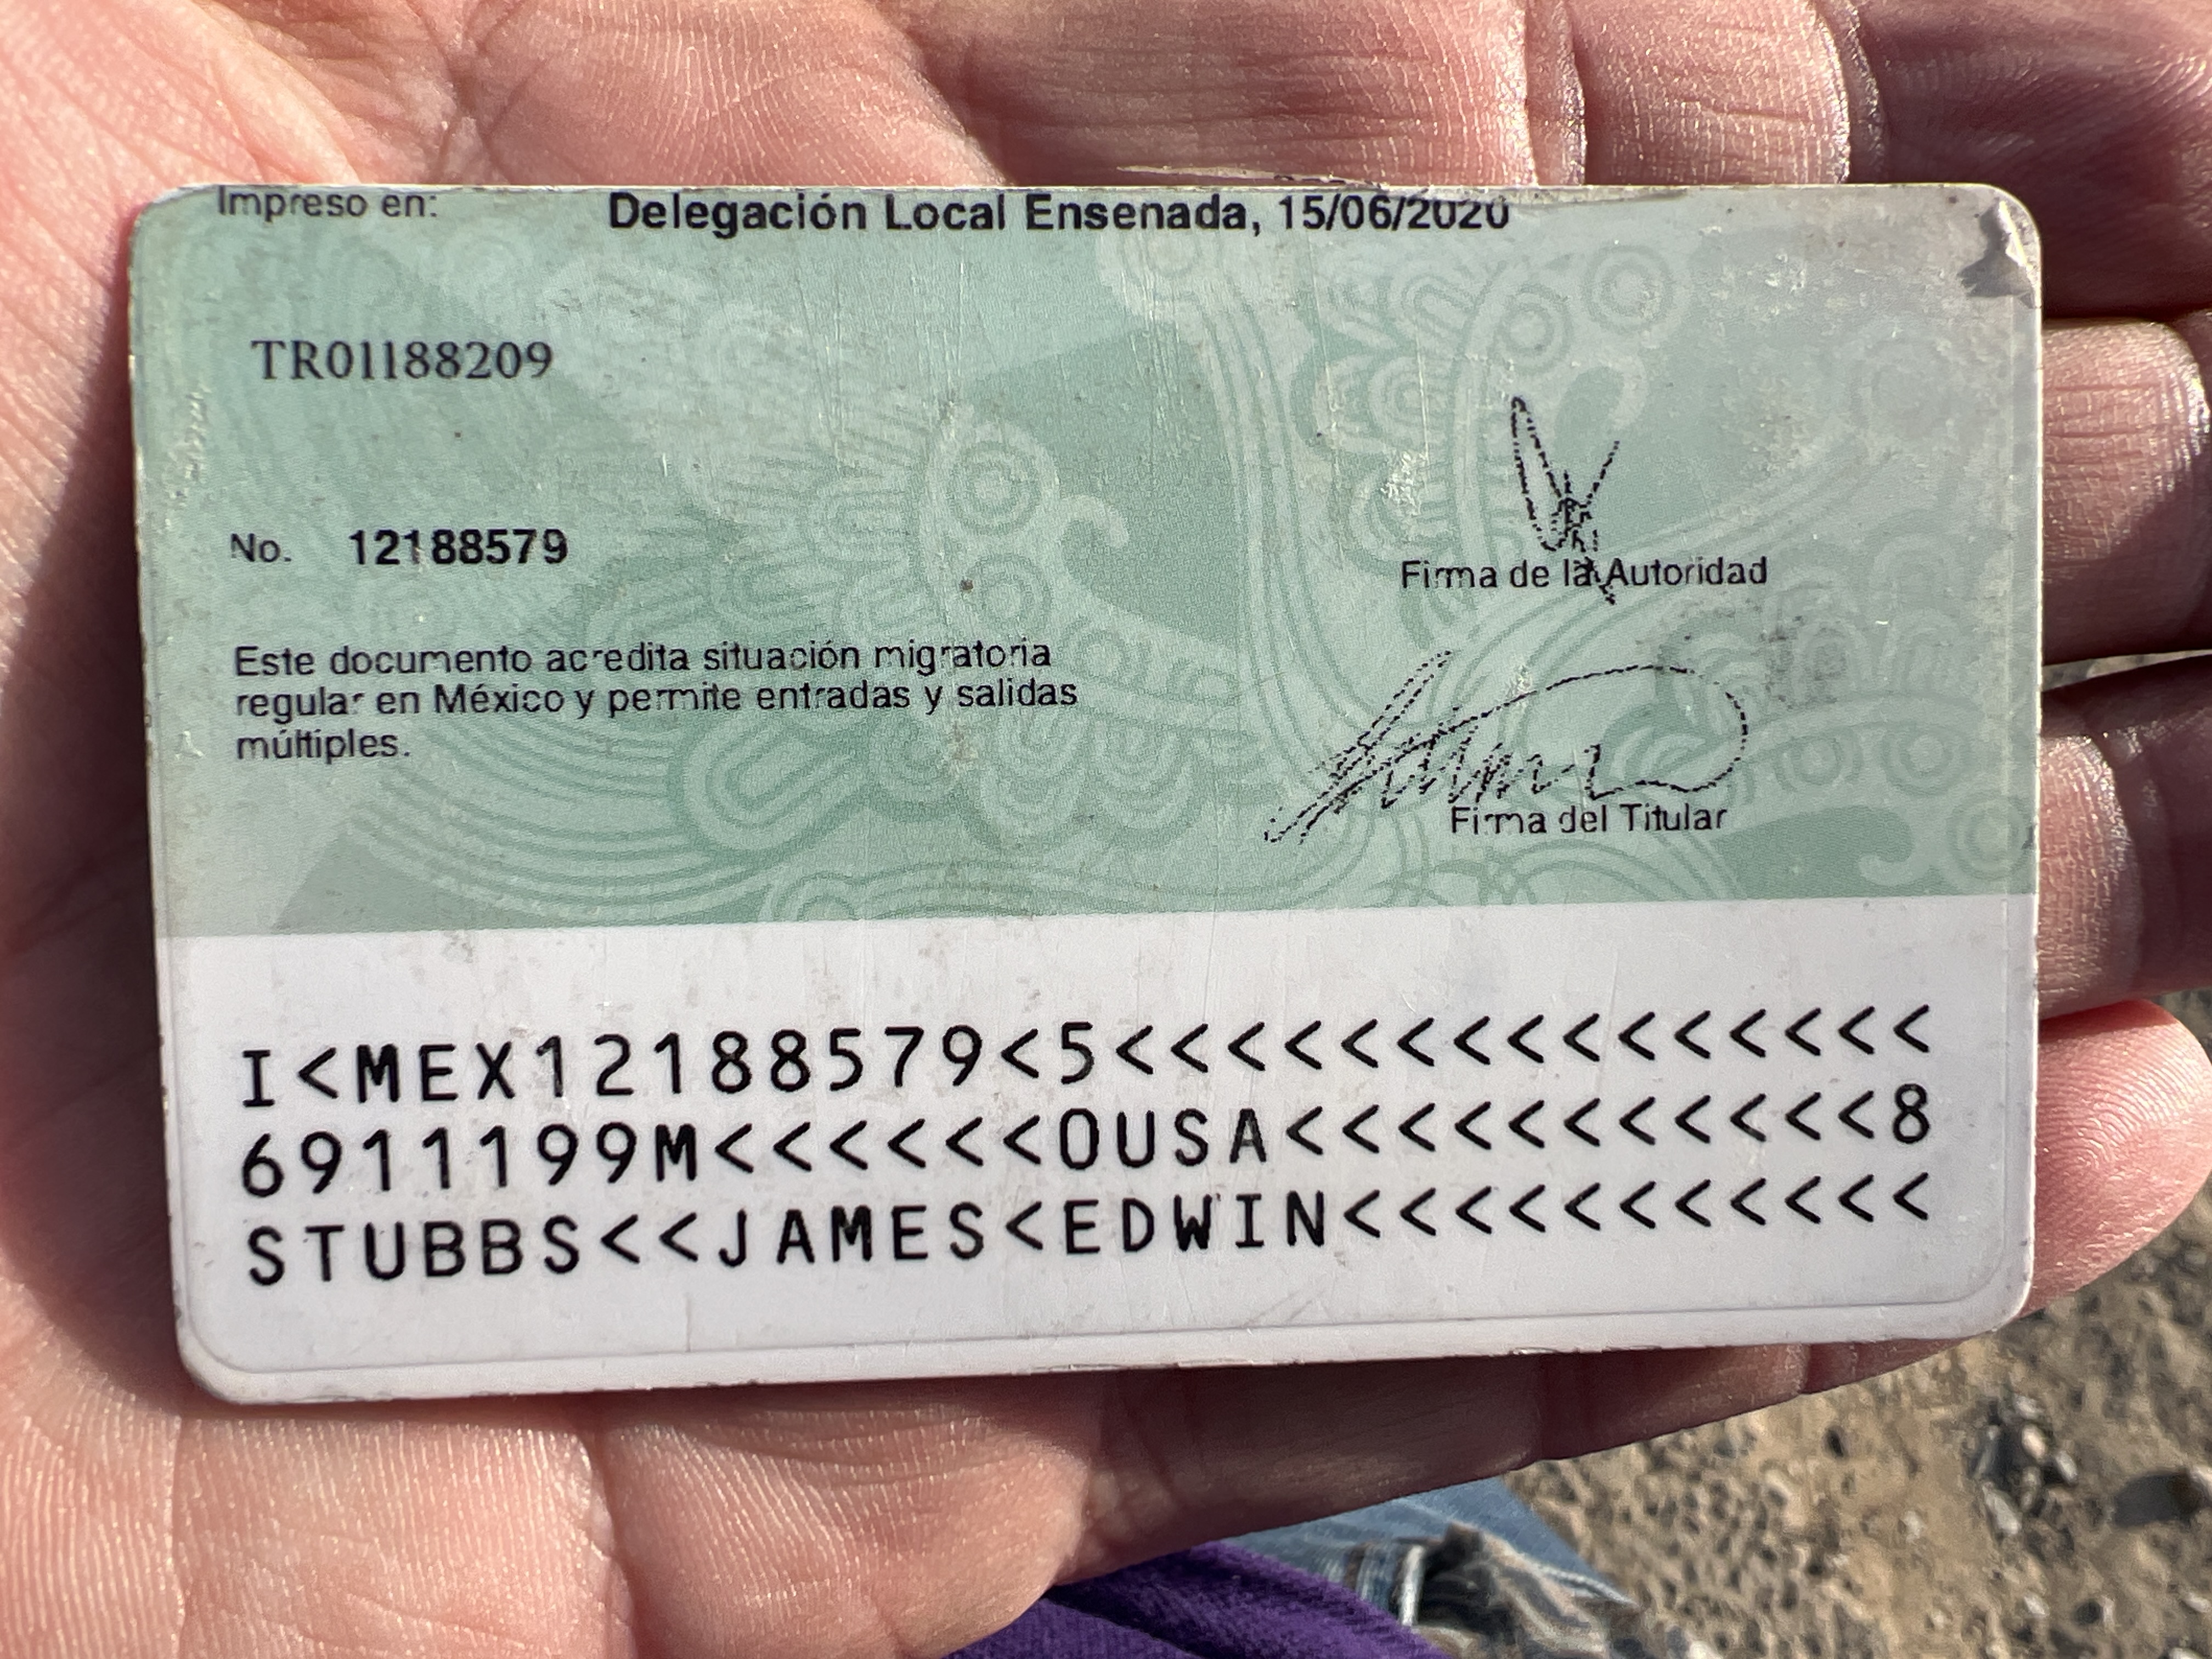 Impreso en: Delegación Local Ensenada, 15/06/2020
TR01188209
No. 12188579
Este documento acredita situación migratoria
regular en México y permite entradas y salidas
múltiples.
Firma de la Autoridad
Firma del Titular
I<MEX12188579<5<<<<<<<<<<<<<<<
6911199M<<<<<<OUSA<<<<<<<<<<<8
STUBBS<<JAMES<EDWIN<<<<<<<<<<<